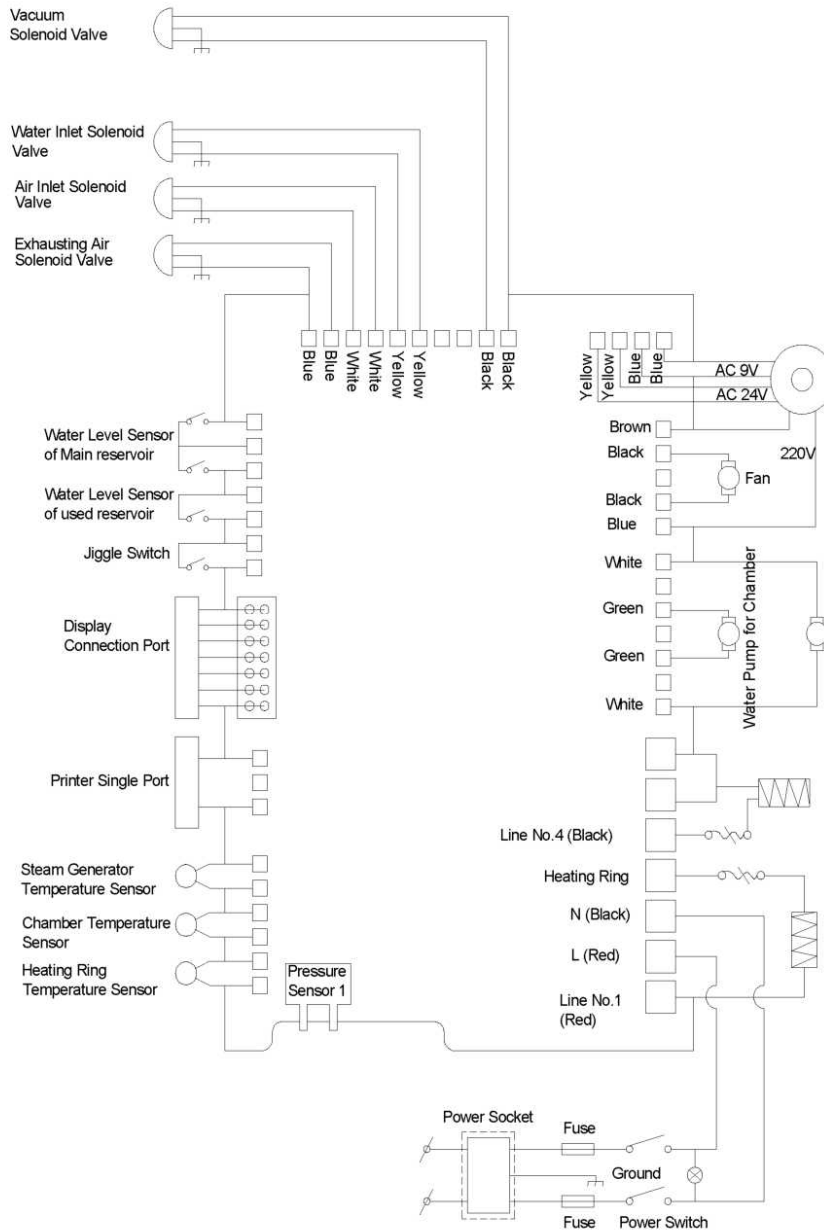 Vacuum
Solenoid Valve
Water Inlet Solenoid
Valve
Air Inlet Solenoid
Valve
Exhausting Air
Solenoid Valve
Blue
Blue
White
White
Yellow
Yellow
Black
Black
Yellow
Yellow
Blue
Blue
AC 9V
AC 24V
220V
Brown
Black
Fan
Black
Blue
White
Green
Green
White
Water Pump for Chamber
Water Level Sensor
of Main reservoir
Water Level Sensor
of used reservoir
Jiggle Switch
Display
Connection Port
Printer Single Port
Steam Generator
Temperature Sensor
Chamber Temperature
Sensor
Heating Ring
Temperature Sensor
Pressure
Sensor 1
Line No.4 (Black)
Heating Ring
N (Black)
L (Red)
Line No.1
(Red)
Power Socket
Fuse
Ground
Fuse
Power Switch